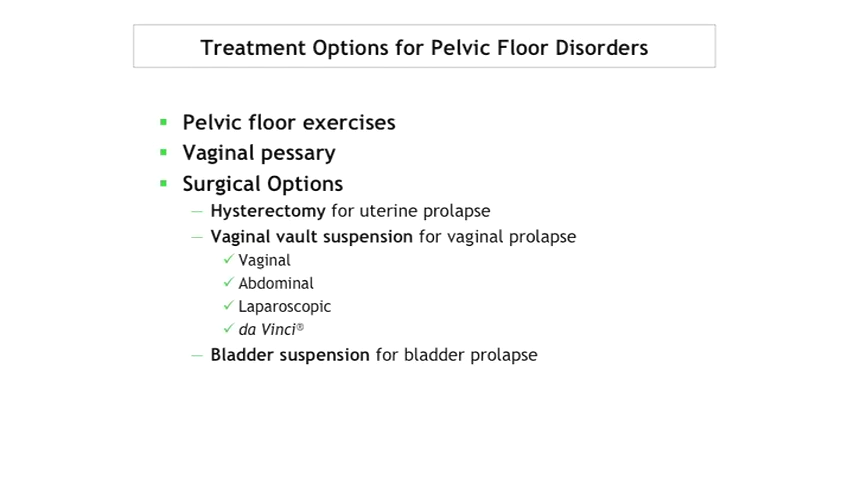 Treatment Options for Pelvic Floor Disorders
▪ Pelvic floor exercises
▪ Vaginal pessary
▪ Surgical Options
— Hysterectomy for uterine prolapse
— Vaginal vault suspension for vaginal prolapse
✓ Vaginal
✓ Abdominal
✓ Laparoscopic
✓ da Vinci®
— Bladder suspension for bladder prolapse